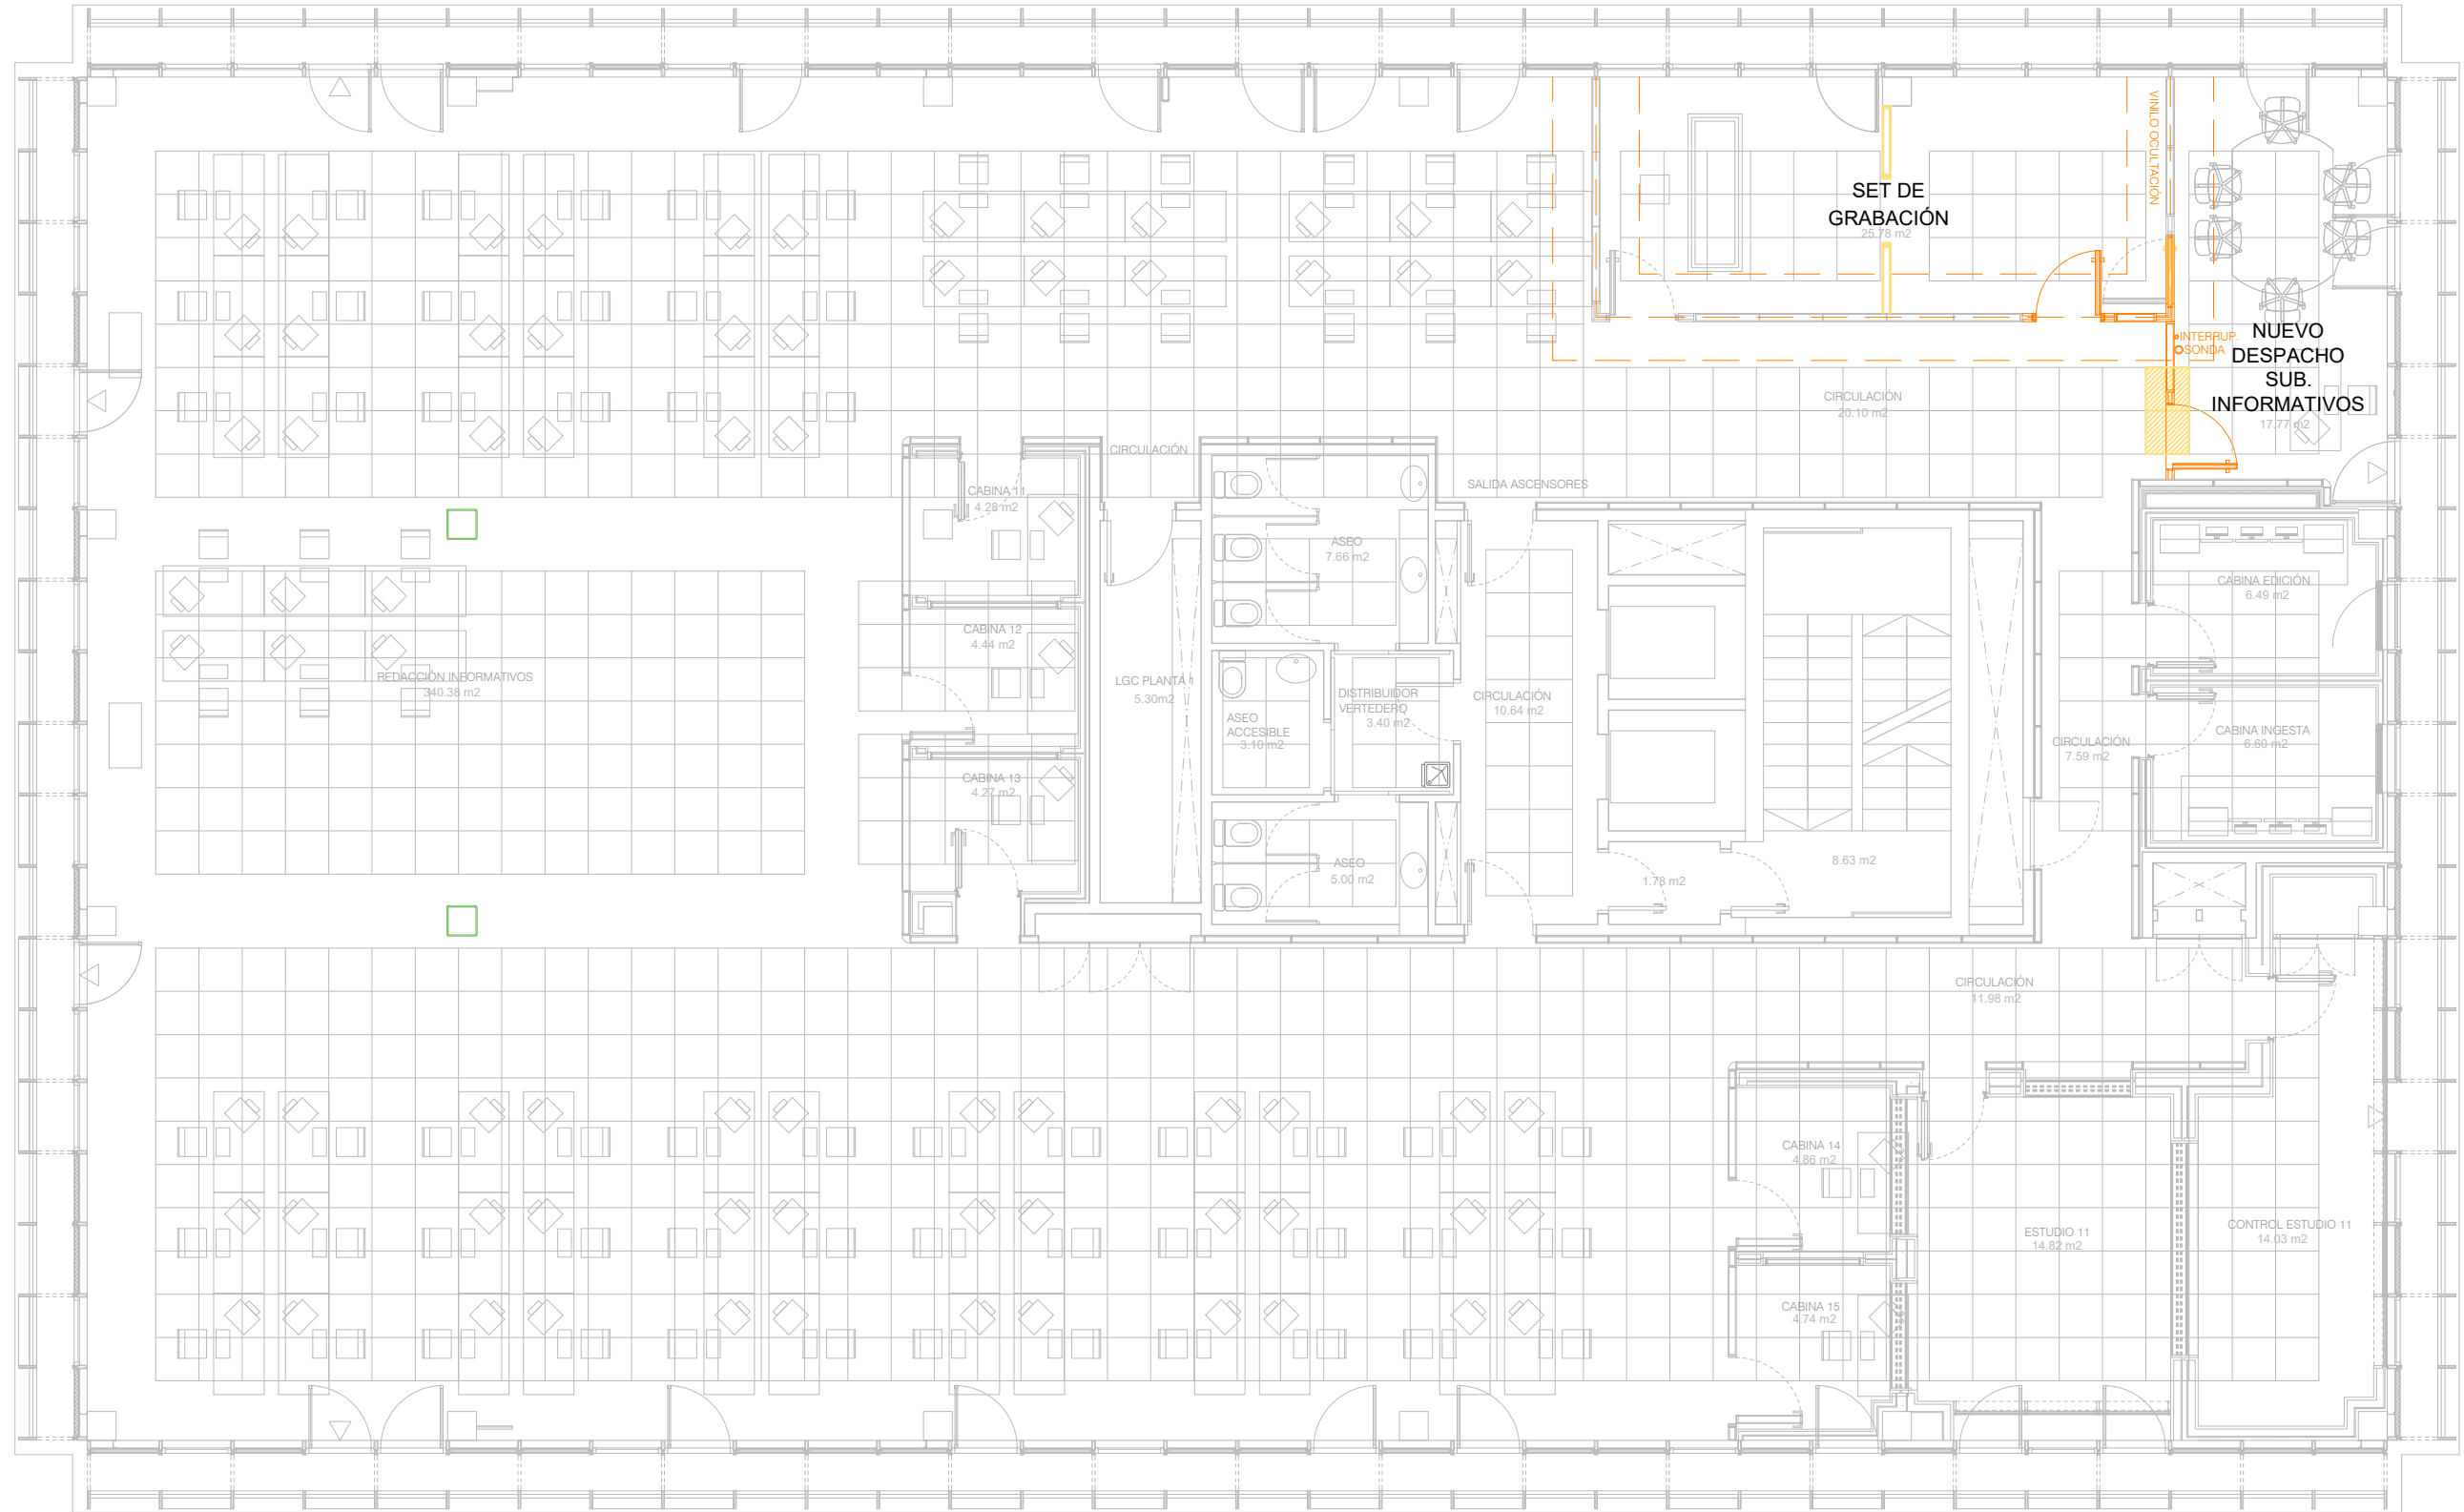 VINILO OCULTACIÓN
SET DE
GRABACIÓN
25.78 m2
INTERRUP.
SONDA
NUEVO
DESPACHO
SUB.
INFORMATIVOS
17.77 m2
CIRCULACIÓN
20.10 m2
CIRCULACIÓN
SALIDA ASCENSORES
CABINA 11
4.28 m2
ASEO
7.66 m2
CABINA EDICIÓN
6.49 m2
CABINA 12
4.44 m2
REDACCIÓN INFORMATIVOS
340.38 m2
LGC PLANTA 1
5.30m2
ASEO
ACCESIBLE
3.10 m2
DISTRIBUIDOR
VERTEDERO
3.40 m2
CIRCULACIÓN
10.64 m2
CIRCULACIÓN
7.59 m2
CABINA INGESTA
6.60 m2
CABINA 13
4.27 m2
ASEO
5.00 m2
1.78 m2
8.63 m2
CIRCULACIÓN
11.98 m2
CABINA 14
4.86 m2
ESTUDIO 11
14.82 m2
CONTROL ESTUDIO 11
14.03 m2
CABINA 15
4.74 m2